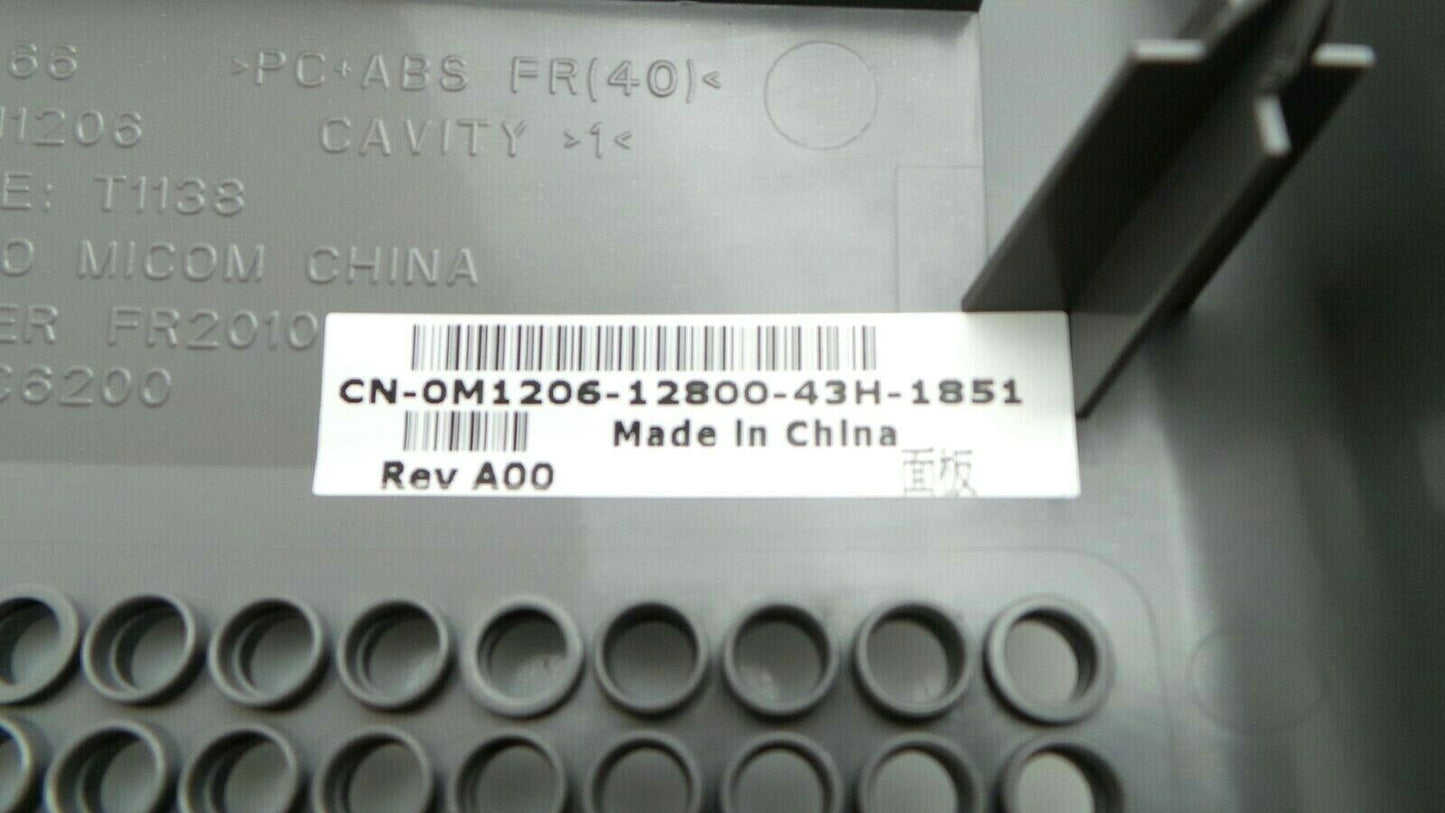 66 >PC+ABS FR(40)<
M1206 CAVITY >1<
E: T1138
O MICOM CHINA
ER FR2010
C6200
CN-0M1206-12800-43H-1851
Made in China
Rev A00
面板